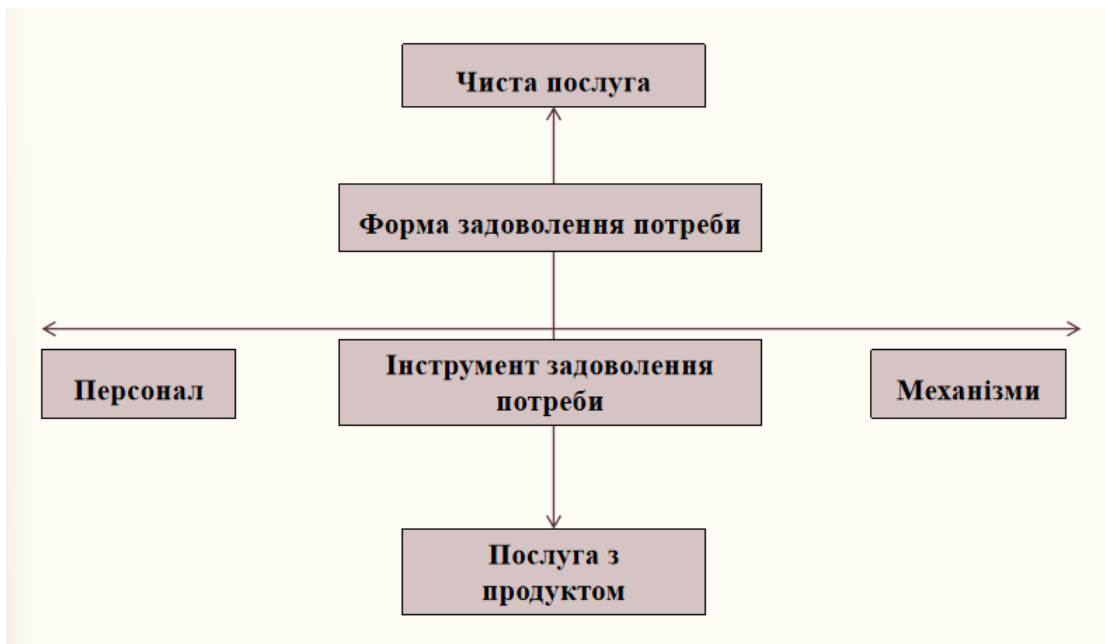 Чиста послуга
Форма задоволення потреби
Персонал
Інструмент задоволення
потреби
Механізми
Послуга з
продуктом